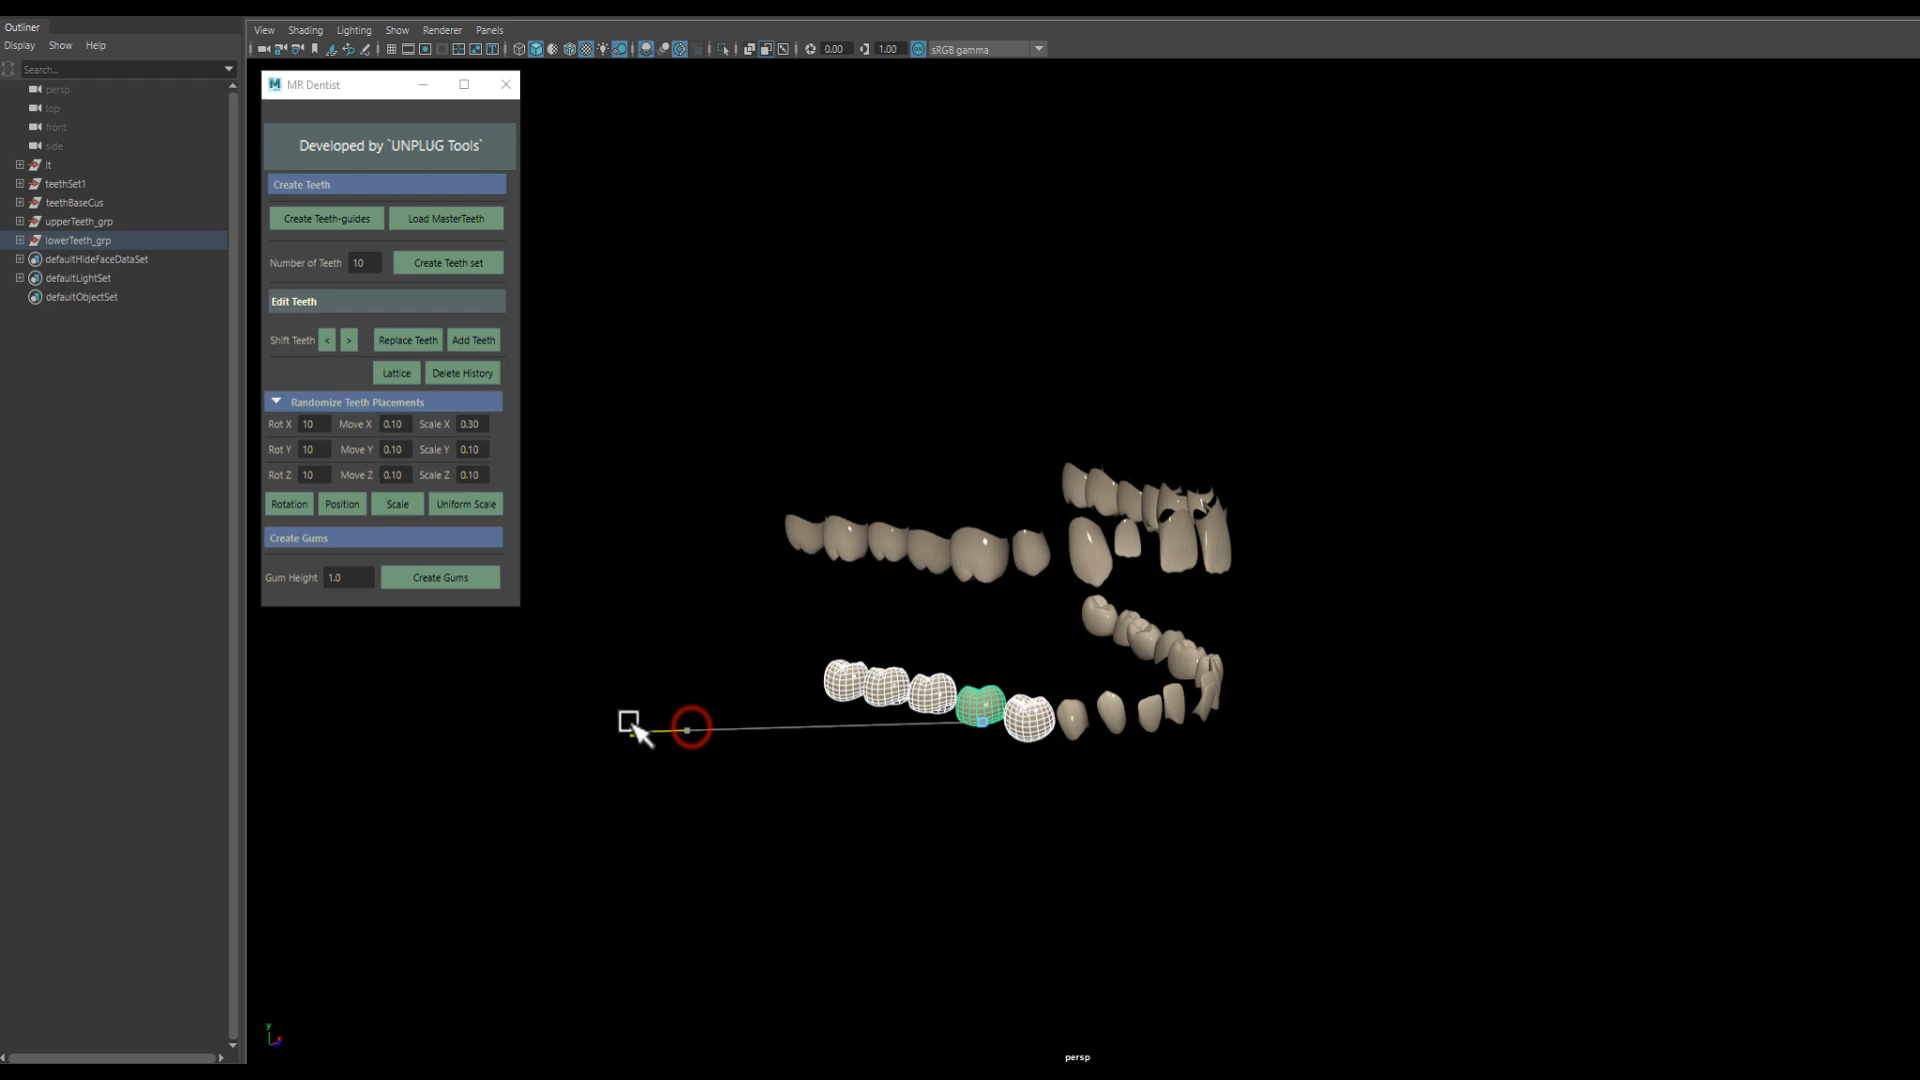 Outliner
Display Show Help
Search...
persp
top
front
side
lt
teethSet1
teethBaseCus
upperTeeth_grp
lowerTeeth_grp
defaultHideFaceDataSet
defaultLightSet
defaultObjectSet
View Shading Lighting Show Renderer Panels
0.00 1.00 ON sRGB gamma
M MR Dentist
Developed by `UNPLUG Tools`
Create Teeth
Create Teeth-guides Load MasterTeeth
Number of Teeth 10 Create Teeth set
Edit Teeth
Shift Teeth < > Replace Teeth Add Teeth
Lattice Delete History
Randomize Teeth Placements
Rot X 10 Move X 0.10 Scale X 0.30
Rot Y 10 Move Y 0.10 Scale Y 0.10
Rot Z 10 Move Z 0.10 Scale Z 0.10
Rotation Position Scale Uniform Scale
Create Gums
Gum Height 1.0 Create Gums
y
persp